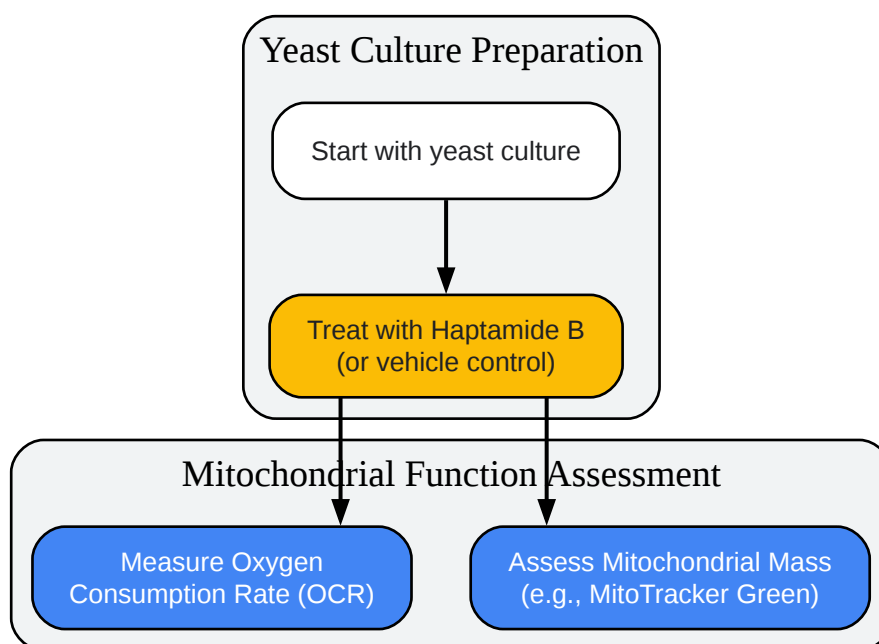 Yeast Culture Preparation
Start with yeast culture
Treat with Haptamide B
(or vehicle control)
Mitochondrial Function Assessment
Measure Oxygen
Consumption Rate (OCR)
Assess Mitochondrial Mass
(e.g., MitoTracker Green)